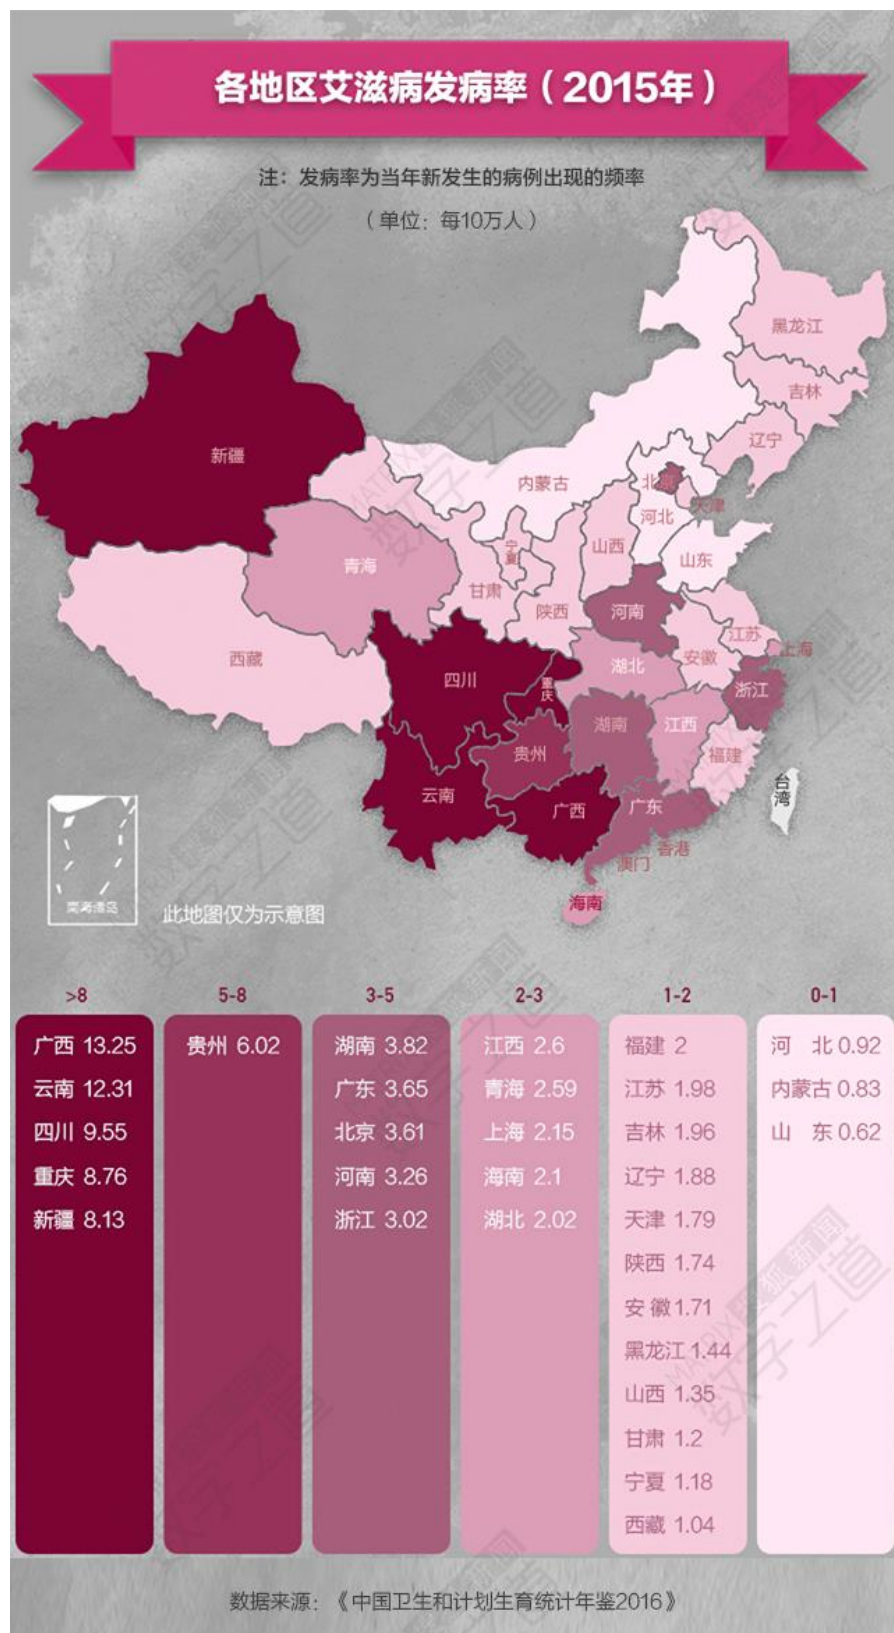 各地区艾滋病发病率（2015年）
注：发病率为当年新发生的病例出现的频率
（单位：每10万人）
黑龙江
吉林
辽宁
新疆
内蒙古
北京
天津
河北
宁夏
山西
山东
青海
甘肃
陕西
河南
江苏
西藏
安徽
上海
四川
重庆
湖北
浙江
湖南
江西
贵州
福建
云南
广西
广东
台湾
香港
澳门
海南
南海诸岛
此地图仅为示意图
>8
广西 13.25
云南 12.31
四川 9.55
重庆 8.76
新疆 8.13
5-8
贵州 6.02
3-5
湖南 3.82
广东 3.65
北京 3.61
河南 3.26
浙江 3.02
2-3
江西 2.6
青海 2.59
上海 2.15
海南 2.1
湖北 2.02
1-2
福建 2
江苏 1.98
吉林 1.96
辽宁 1.88
天津 1.79
陕西 1.74
安徽 1.71
黑龙江 1.44
山西 1.35
甘肃 1.2
宁夏 1.18
西藏 1.04
0-1
河北 0.92
内蒙古 0.83
山东 0.62
数据来源：《中国卫生和计划生育统计年鉴2016》
MATRIX 搜狐新闻
数字之道